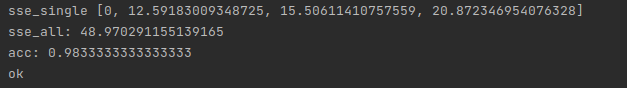 sse_single [0, 12.59183009348725, 15.50611410757559, 20.872346954076328]
sse_all: 48.970291155139165
acc: 0.9833333333333333
ok